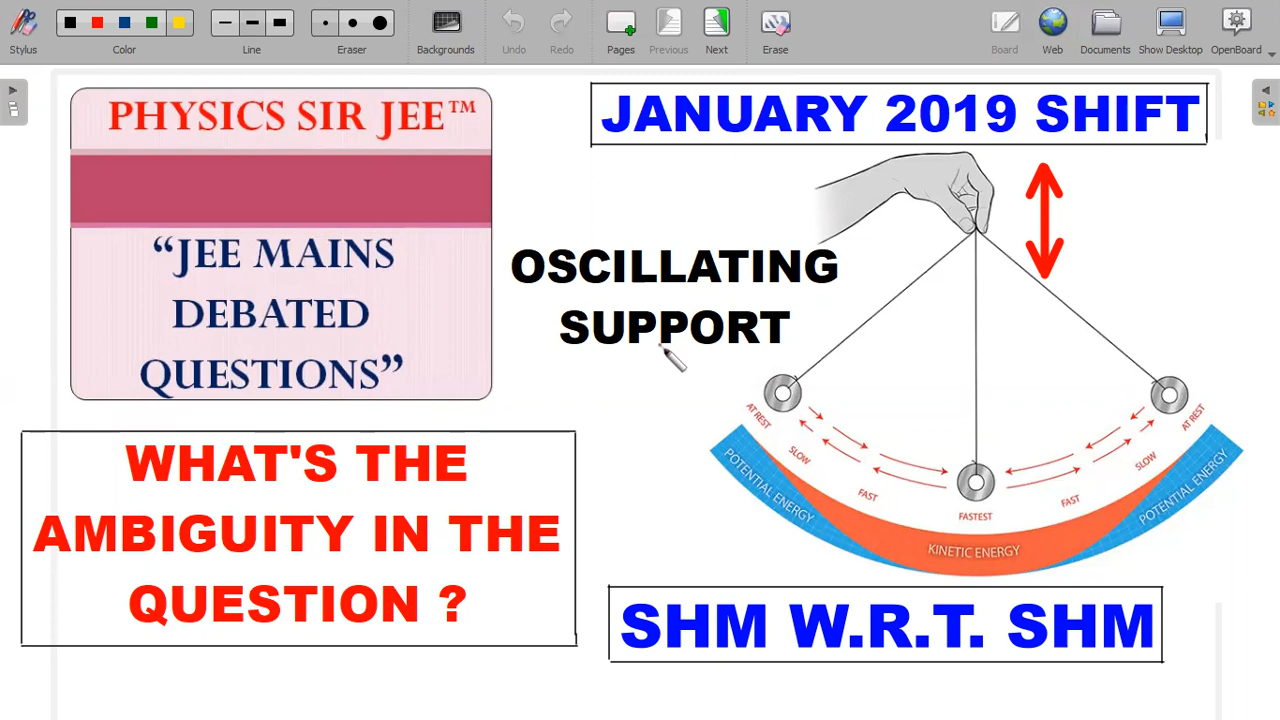 Stylus
Color
Line
Eraser
Backgrounds
Undo
Redo
Pages
Previous
Next
Erase
Board
Web
Documents
Show Desktop
OpenBoard
PHYSICS SIR JEE™
“JEE MAINS
DEBATED
QUESTIONS”
JANUARY 2019 SHIFT
OSCILLATING
SUPPORT
AT REST
SLOW
FAST
FASTEST
FAST
SLOW
AT REST
POTENTIAL ENERGY
KINETIC ENERGY
POTENTIAL ENERGY
WHAT'S THE
AMBIGUITY IN THE
QUESTION ?
SHM W.R.T. SHM